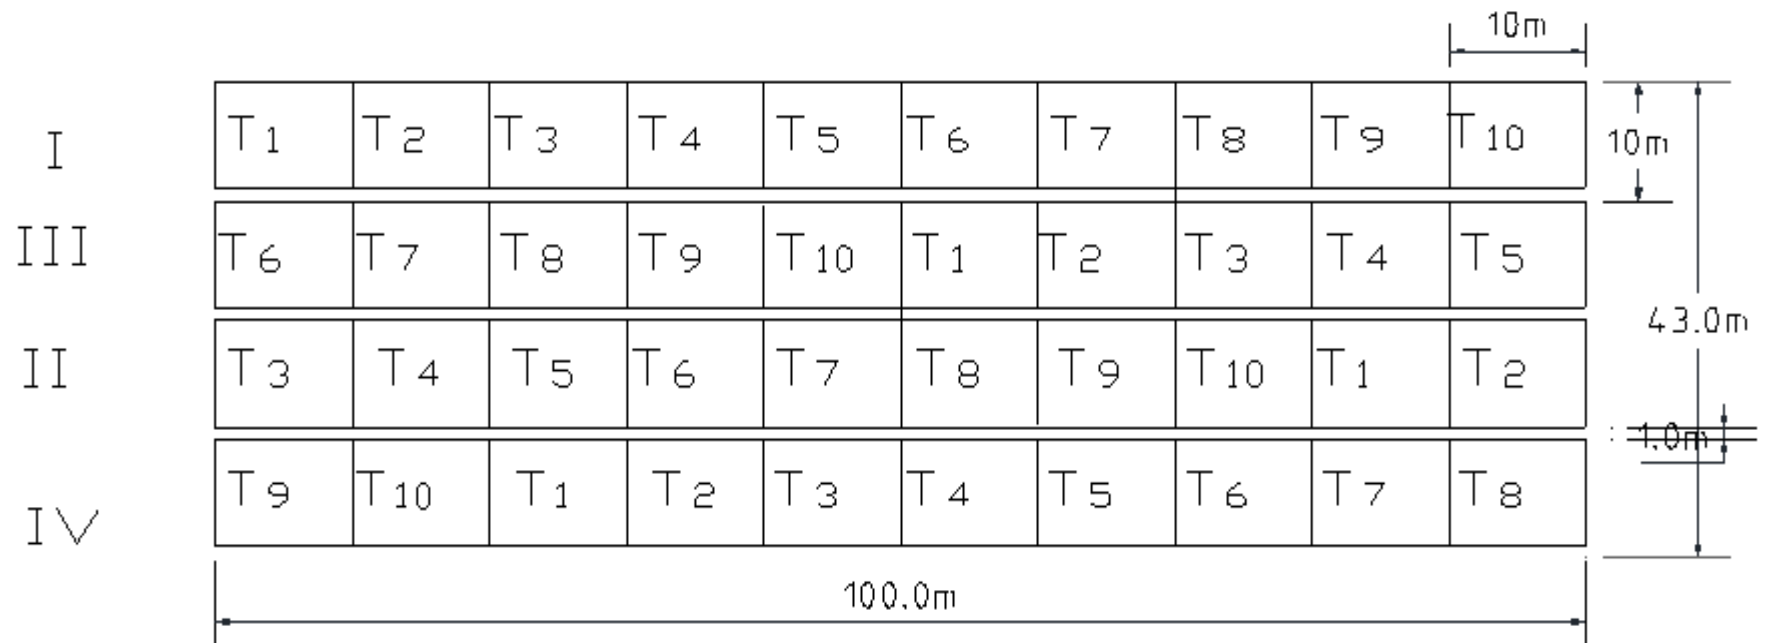 10m
I T1 T2 T3 T4 T5 T6 T7 T8 T9 T10 10m
III T6 T7 T8 T9 T10 T1 T2 T3 T4 T5
43.0m
II T3 T4 T5 T6 T7 T8 T9 T10 T1 T2
1.0m
IV T9 T10 T1 T2 T3 T4 T5 T6 T7 T8
100.0m